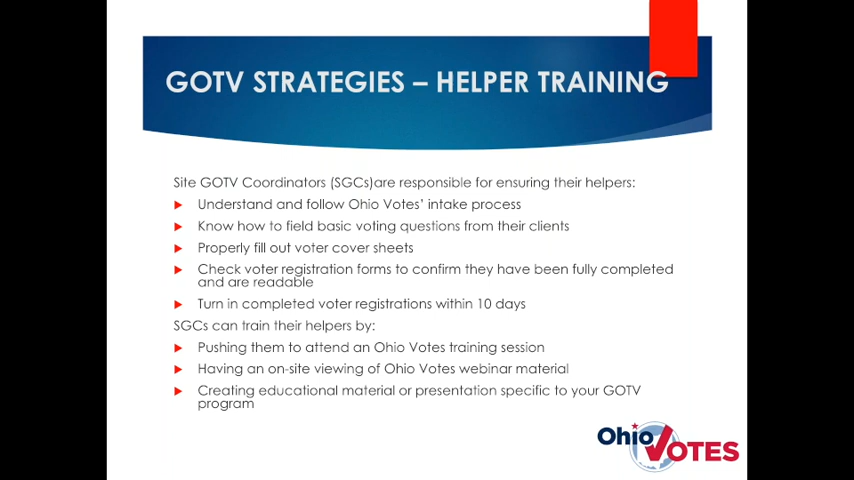 GOTV STRATEGIES – HELPER TRAINING
Site GOTV Coordinators (SGCs)are responsible for ensuring their helpers:
Understand and follow Ohio Votes' intake process
Know how to field basic voting questions from their clients
Properly fill out voter cover sheets
Check voter registration forms to confirm they have been fully completed
and are readable
Turn in completed voter registrations within 10 days
SGCs can train their helpers by:
Pushing them to attend an Ohio Votes training session
Having an on-site viewing of Ohio Votes webinar material
Creating educational material or presentation specific to your GOTV
program
Ohio VOTES